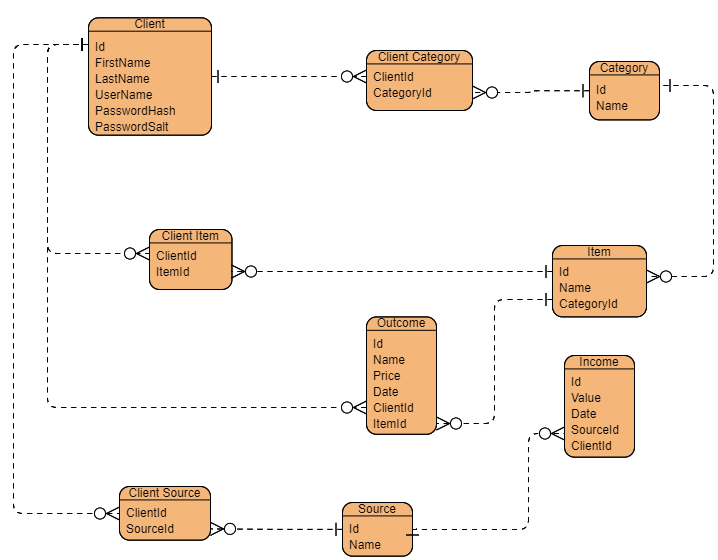 Client
Id
FirstName
LastName
UserName
PasswordHash
PasswordSalt
Client Category
ClientId
CategoryId
Category
Id
Name
Client Item
ClientId
ItemId
Item
Id
Name
CategoryId
Outcome
Id
Name
Price
Date
ClientId
ItemId
Income
Id
Value
Date
SourceId
ClientId
Client Source
ClientId
SourceId
Source
Id
Name